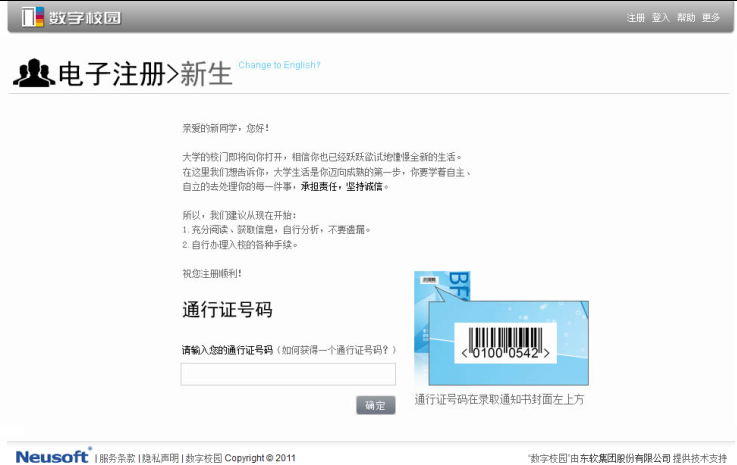 数字校园
注册 登入 帮助 更多
电子注册>新生 Change to English?
亲爱的新同学，您好！
大学的校门即将向你打开，相信你也已经跃跃欲试地憧憬全新的生活。
在这里我们想告诉你，大学生活是你迈向成熟的第一步，你要学着自主、
自立的去处理你的每一件事，承担责任，坚持诚信。
所以，我们建议从现在开始：
1.充分阅读、获取信息，自行分析，不要遗漏。
2.自行办理入校的各种手续。
祝您注册顺利！
通行证号码
请输入您的通行证号码（如何获得一个通行证号码？）
确定
BF
<0100 0542>
通行证号码在录取通知书封面左上方
Neusoft | 服务条款 | 隐私声明 | 数字校园 Copyright © 2011
"数字校园"由东软集团股份有限公司 提供技术支持